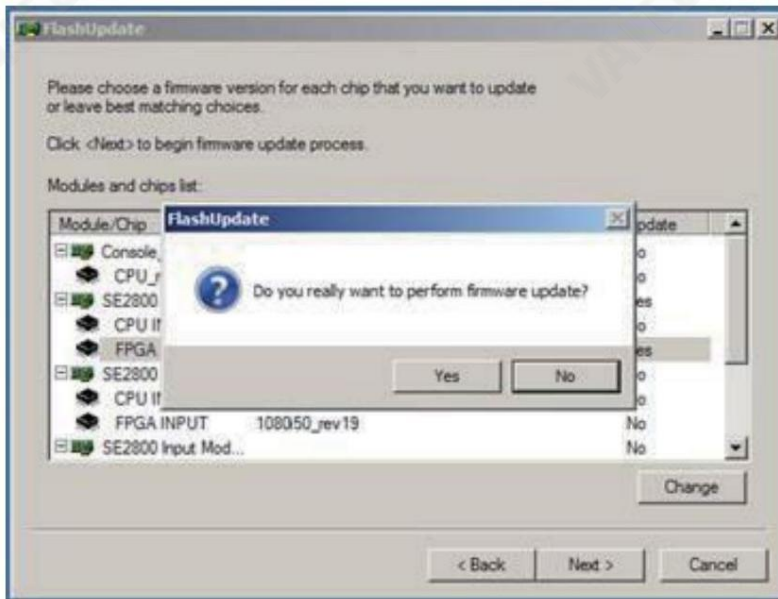 FlashUpdate
Please choose a firmware version for each chip that you want to update
or leave best matching choices.
Click <Next> to begin firmware update process.
Modules and chips list:
Module/Chip
FlashUpdate
Console_
CPU_
SE2800
CPU
FPGA
SE2800
CPU
FPGA INPUT 1080i50_rev19 No
SE2800 Input Mod... No
Do you really want to perform firmware update?
Yes No
Change
< Back Next > Cancel